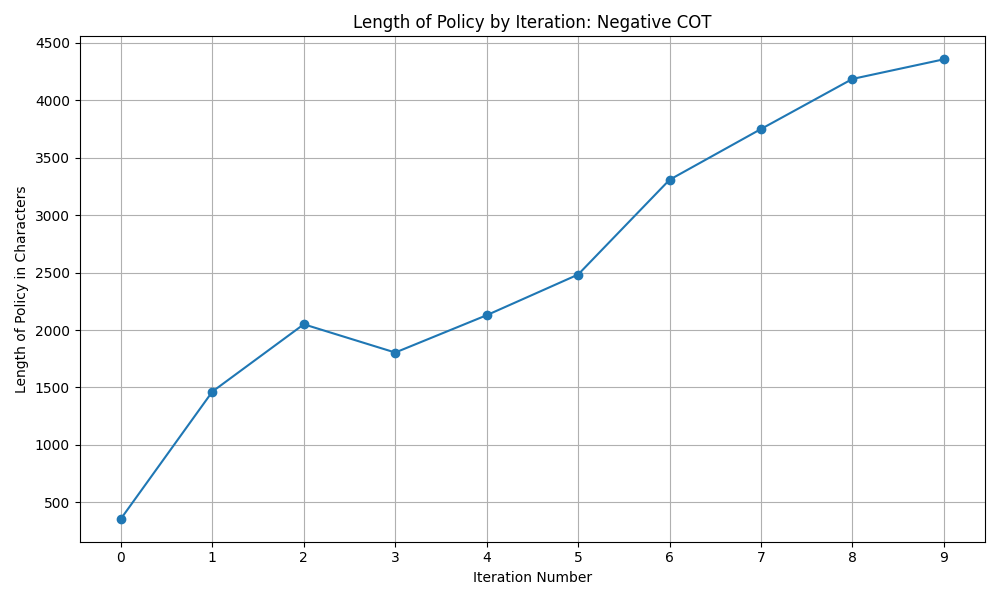 Length of Policy by Iteration: Negative COT
Length of Policy in Characters
4500
4000
3500
3000
2500
2000
1500
1000
500
0 1 2 3 4 5 6 7 8 9
Iteration Number